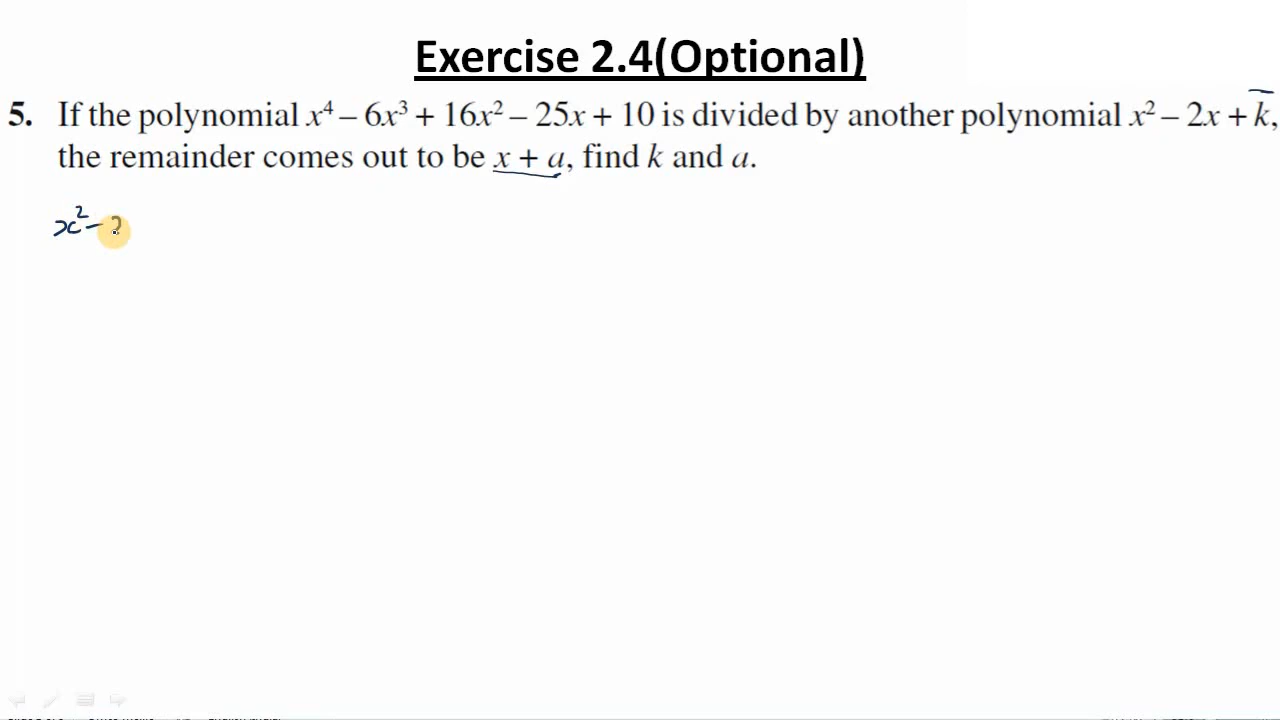 Exercise 2.4(Optional)
5. If the polynomial x⁴ – 6x³ + 16x² – 25x + 10 is divided by another polynomial x² – 2x + k,
the remainder comes out to be x + a, find k and a.
x² – 2